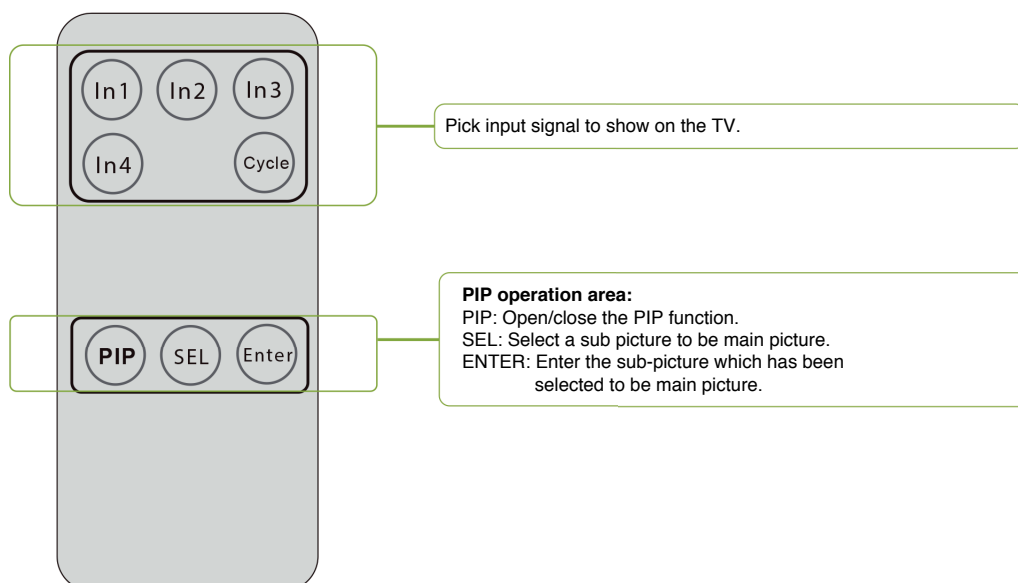 In1 In2 In3
In4 Cycle
Pick input signal to show on the TV.
PIP SEL Enter
PIP operation area:
PIP: Open/close the PIP function.
SEL: Select a sub picture to be main picture.
ENTER: Enter the sub-picture which has been
selected to be main picture.